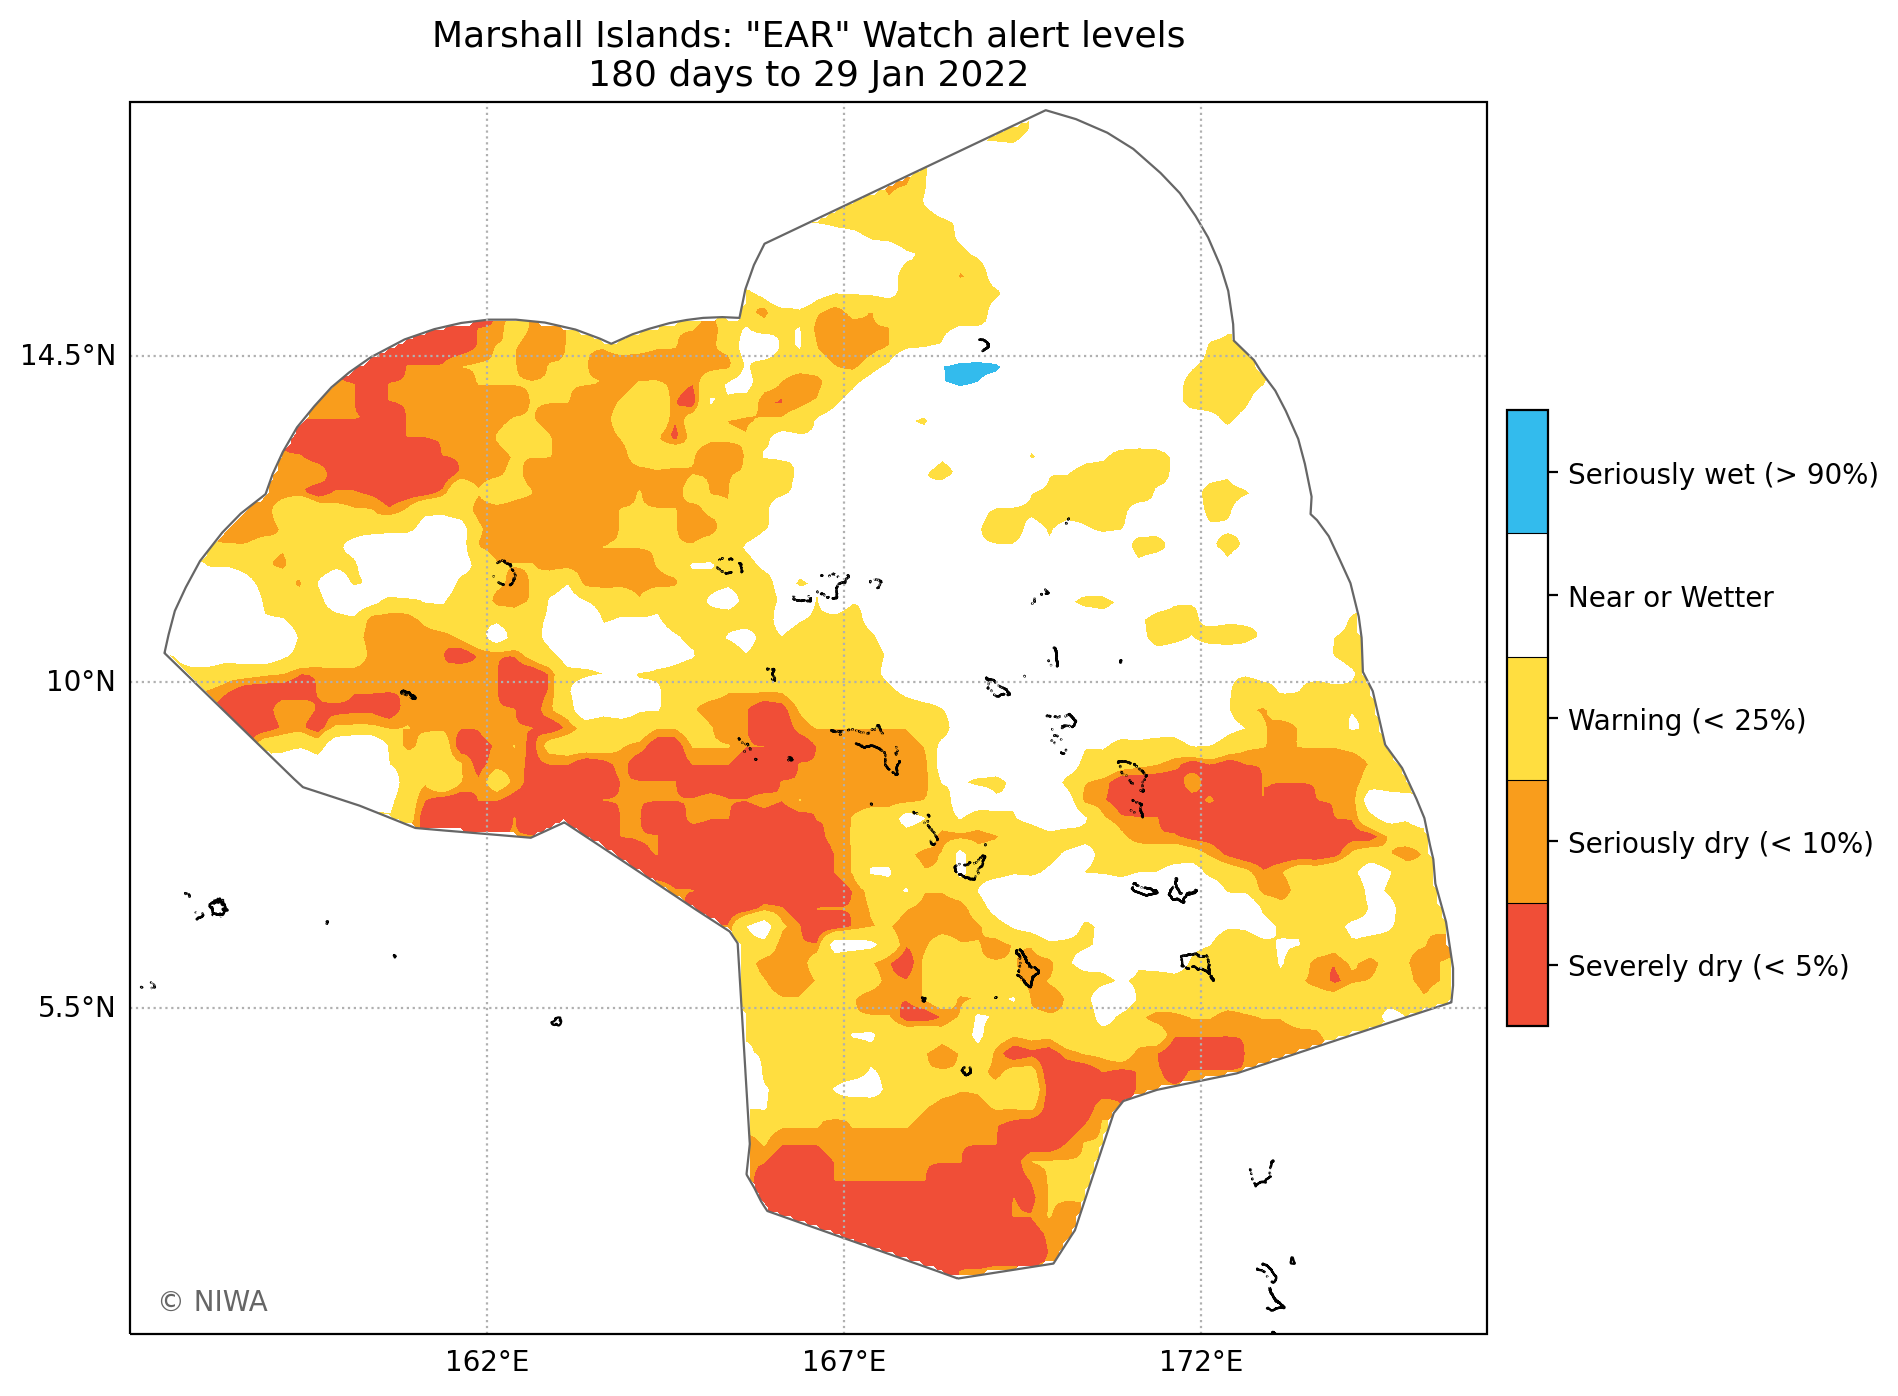 Marshall Islands: "EAR" Watch alert levels
180 days to 29 Jan 2022
14.5°N
10°N
5.5°N
162°E
167°E
172°E
Seriously wet (> 90%)
Near or Wetter
Warning (< 25%)
Seriously dry (< 10%)
Severely dry (< 5%)
© NIWA